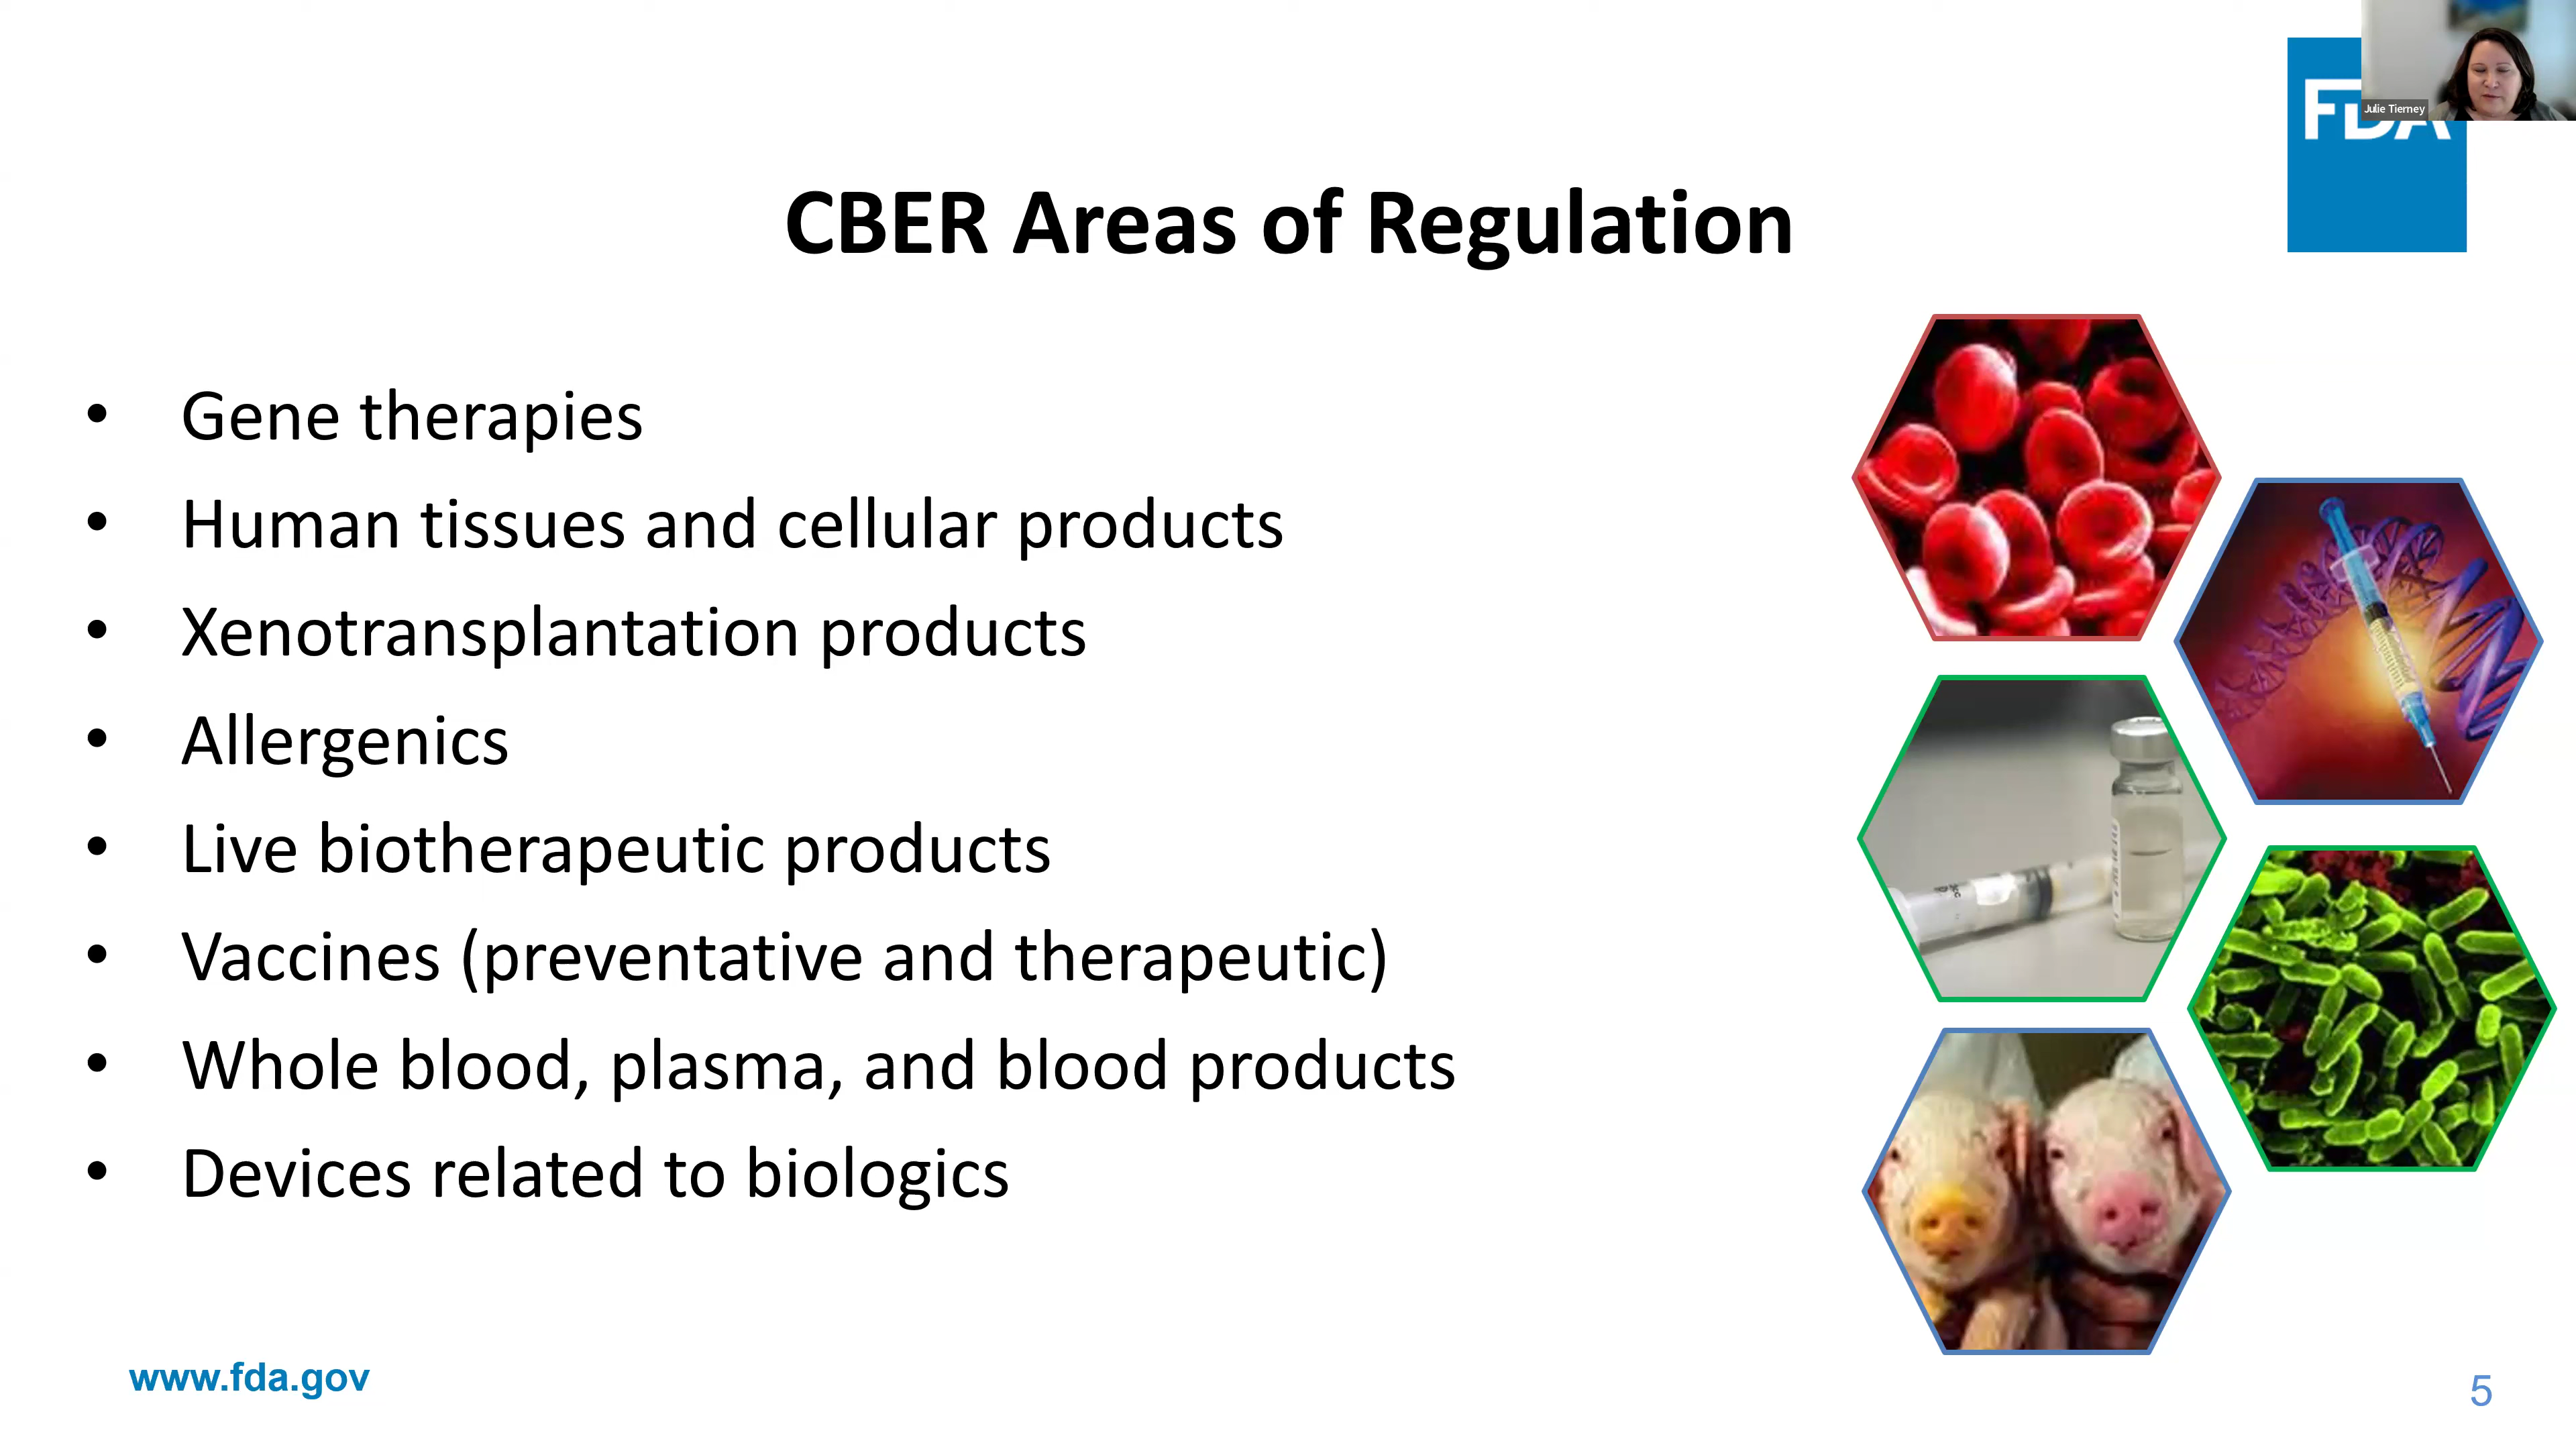 FDA
Julie Tierney
CBER Areas of Regulation
• Gene therapies
• Human tissues and cellular products
• Xenotransplantation products
• Allergenics
• Live biotherapeutic products
• Vaccines (preventative and therapeutic)
• Whole blood, plasma, and blood products
• Devices related to biologics
www.fda.gov
5